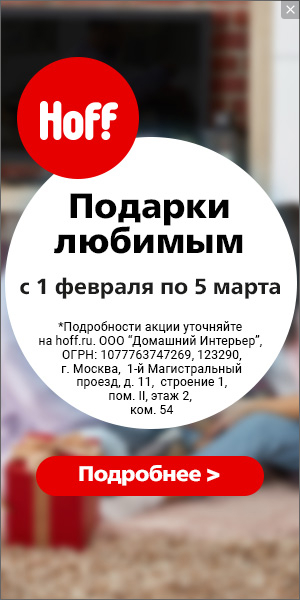 Hoff
Подарки
любимым
с 1 февраля по 5 марта
*Подробности акции уточняйте
на hoff.ru. ООО “Домашний Интерьер”,
ОГРН: 1077763747269, 123290,
г. Москва, 1-й Магистральный
проезд, д. 11, строение 1,
пом. II, этаж 2,
ком. 54
Подробнее >